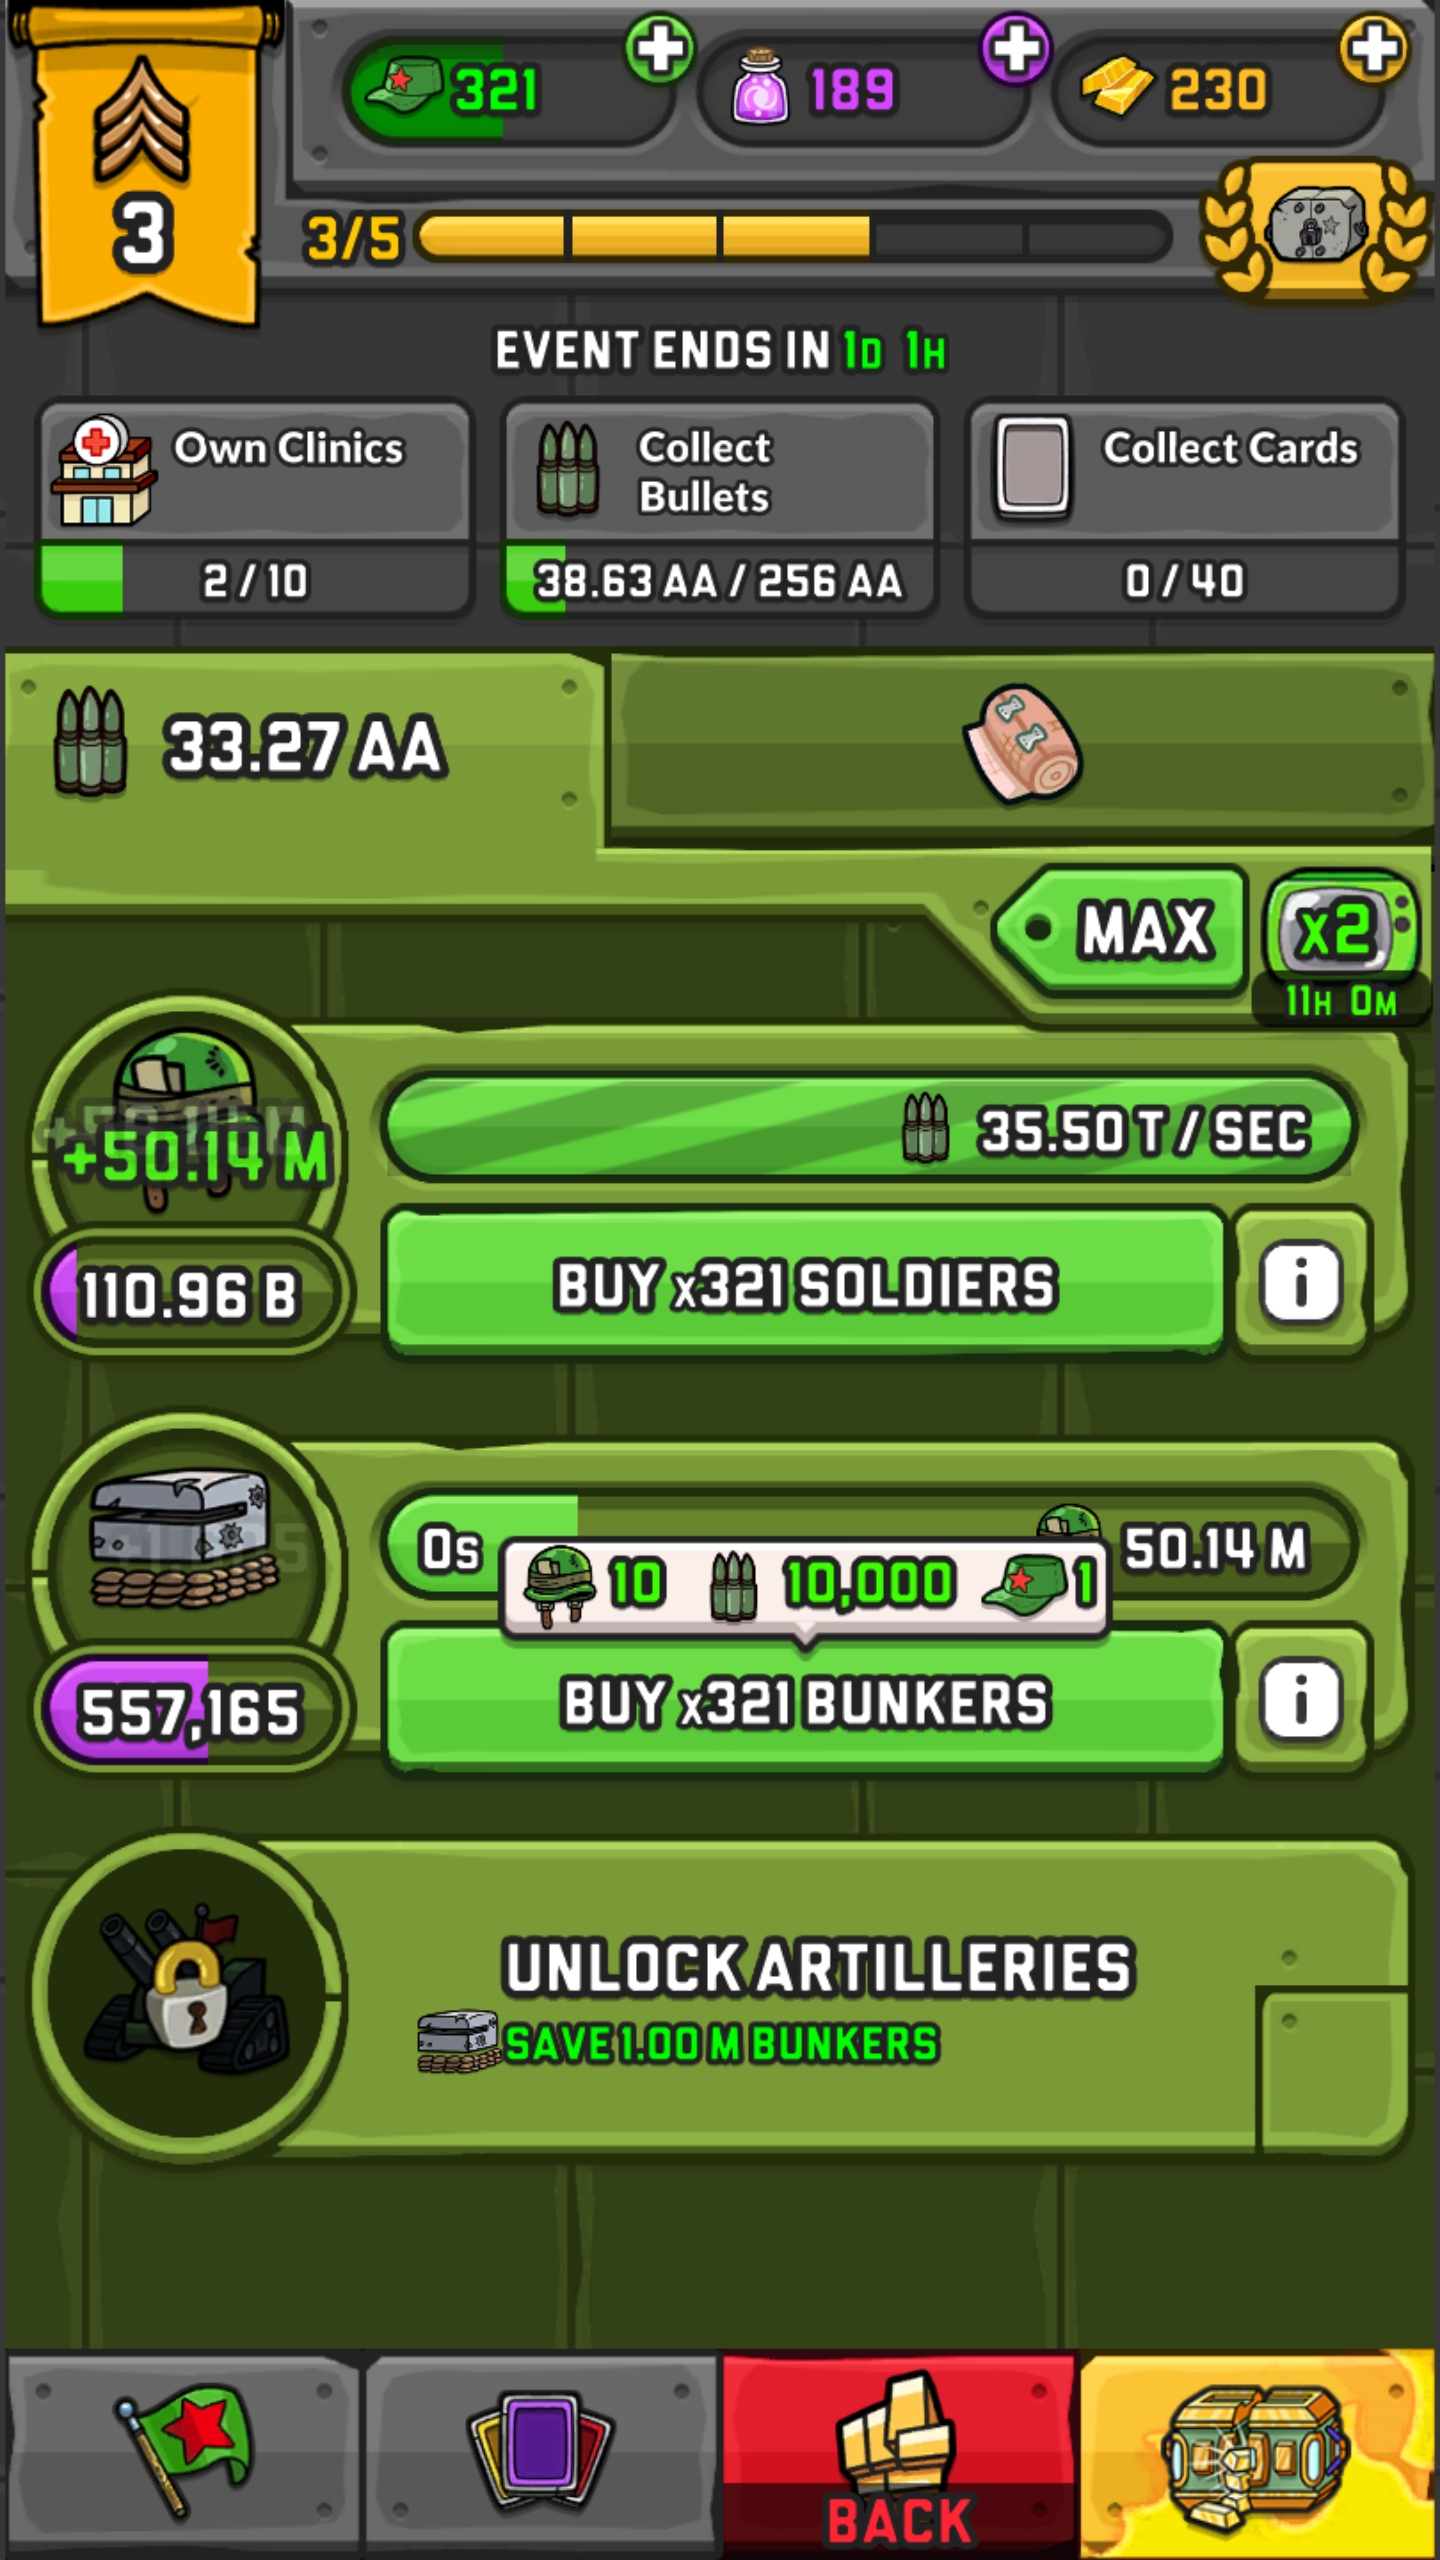 321
189
230
3
3/5
EVENT ENDS IN 1D 1H
Own Clinics
2 / 10
Collect
Bullets
38.63 AA / 256 AA
Collect Cards
0 / 40
33.27 AA
MAX
x2
11H 0M
+50.14 M
35.50 T / SEC
110.96 B
BUY x321 SOLDIERS
i
0s
50.14 M
10
10,000
1
557,165
BUY x321 BUNKERS
i
UNLOCK ARTILLERIES
SAVE 1.00 M BUNKERS
BACK